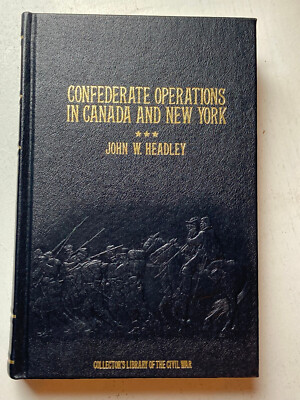 CONFEDERATE OPERATIONS
IN CANADA AND NEW YORK
JOHN W. HEADLEY
COLLECTOR'S LIBRARY OF THE CIVIL WAR